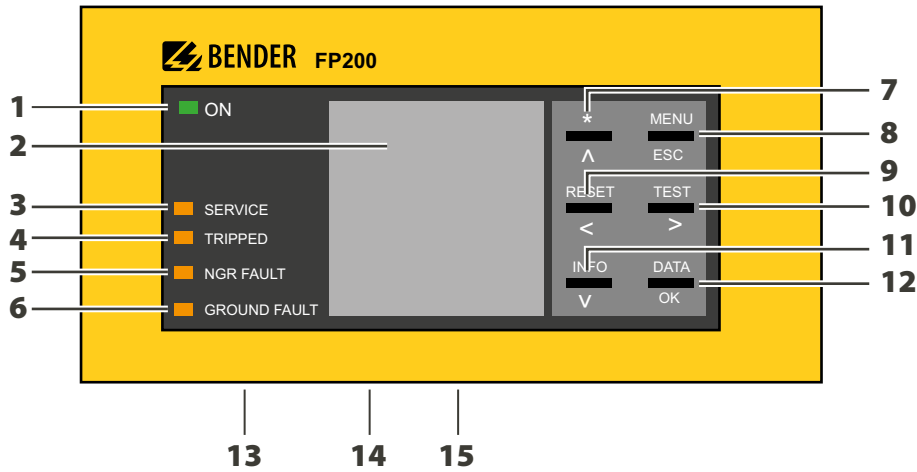 BENDER FP200
1
ON
2
3
SERVICE
4
TRIPPED
5
NGR FAULT
6
GROUND FAULT
*
^
MENU
ESC
RESET
<
TEST
>
INFO
v
DATA
OK
7
8
9
10
11
12
13 14 15